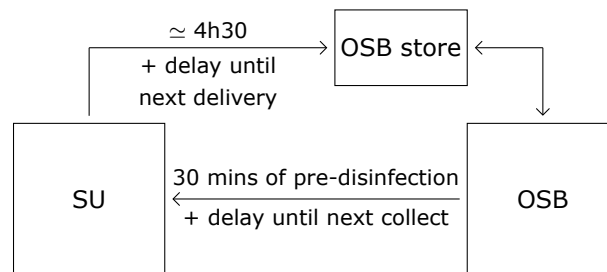 ≃ 4h30
+ delay until
next delivery
OSB store
SU
30 mins of pre-disinfection
+ delay until next collect
OSB